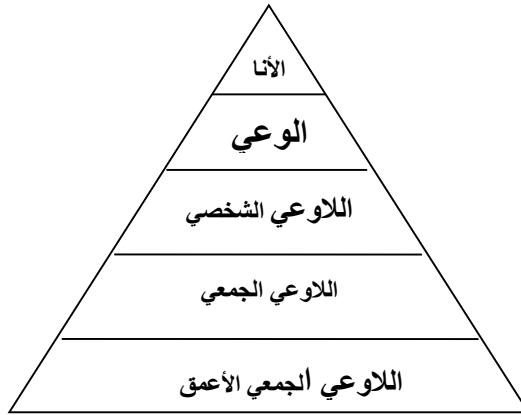 الأنا
الوعي
اللاوعي الشخصي
اللاوعي الجمعي
اللاوعي الجمعي الأعمق